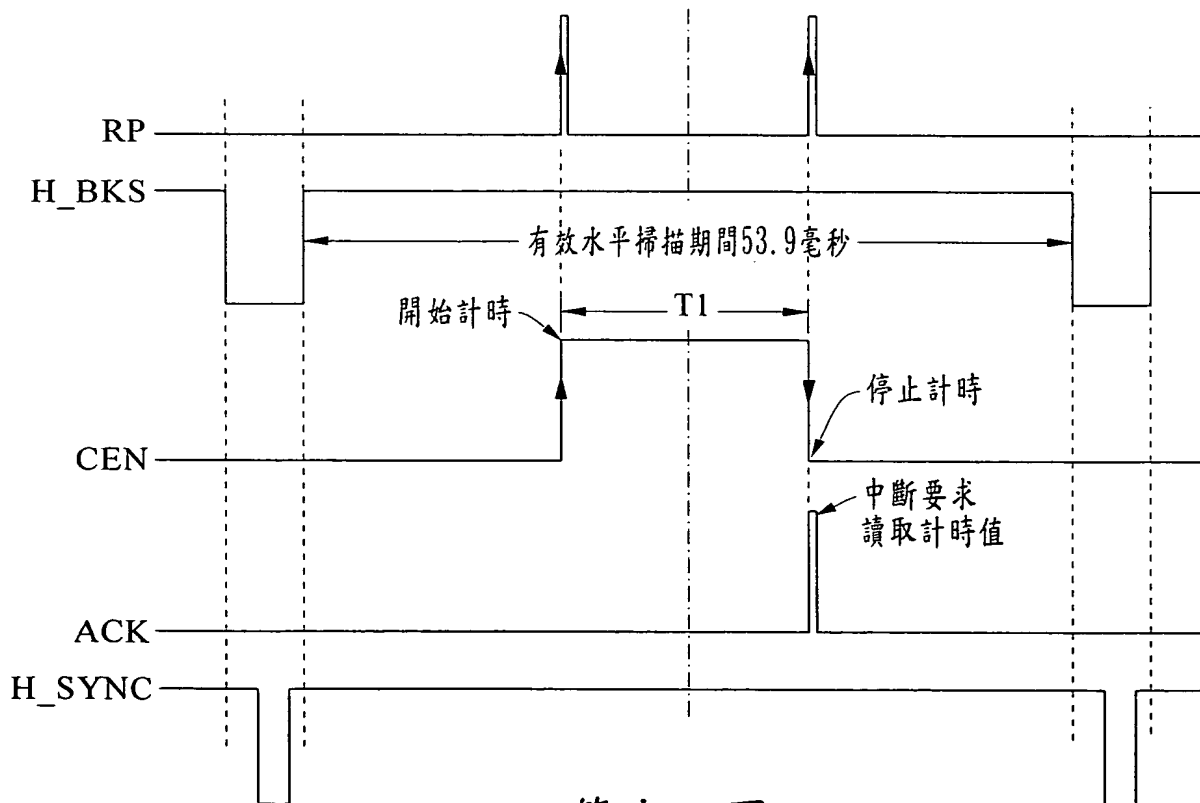 RP
H_BKS
有效水平掃描期間53.9毫秒
開始計時
T1
停止計時
CEN
中斷要求
讀取計時值
ACK
H_SYNC